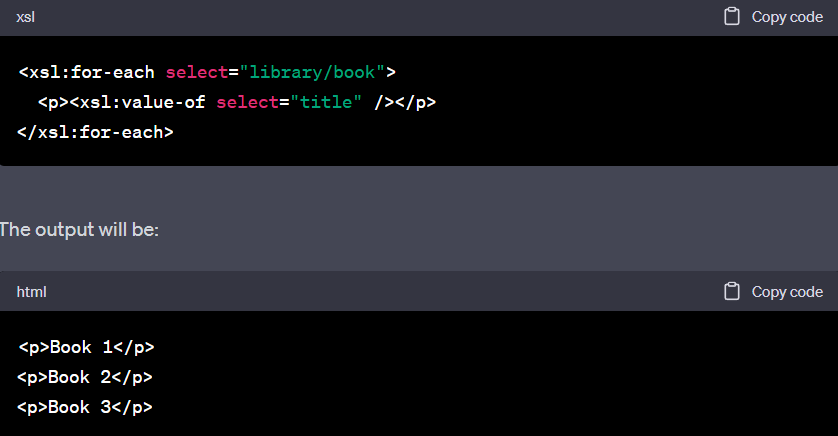 xsl Copy code
<xsl:for-each select="library/book">
  <p><xsl:value-of select="title" /></p>
</xsl:for-each>
The output will be:
html Copy code
<p>Book 1</p>
<p>Book 2</p>
<p>Book 3</p>